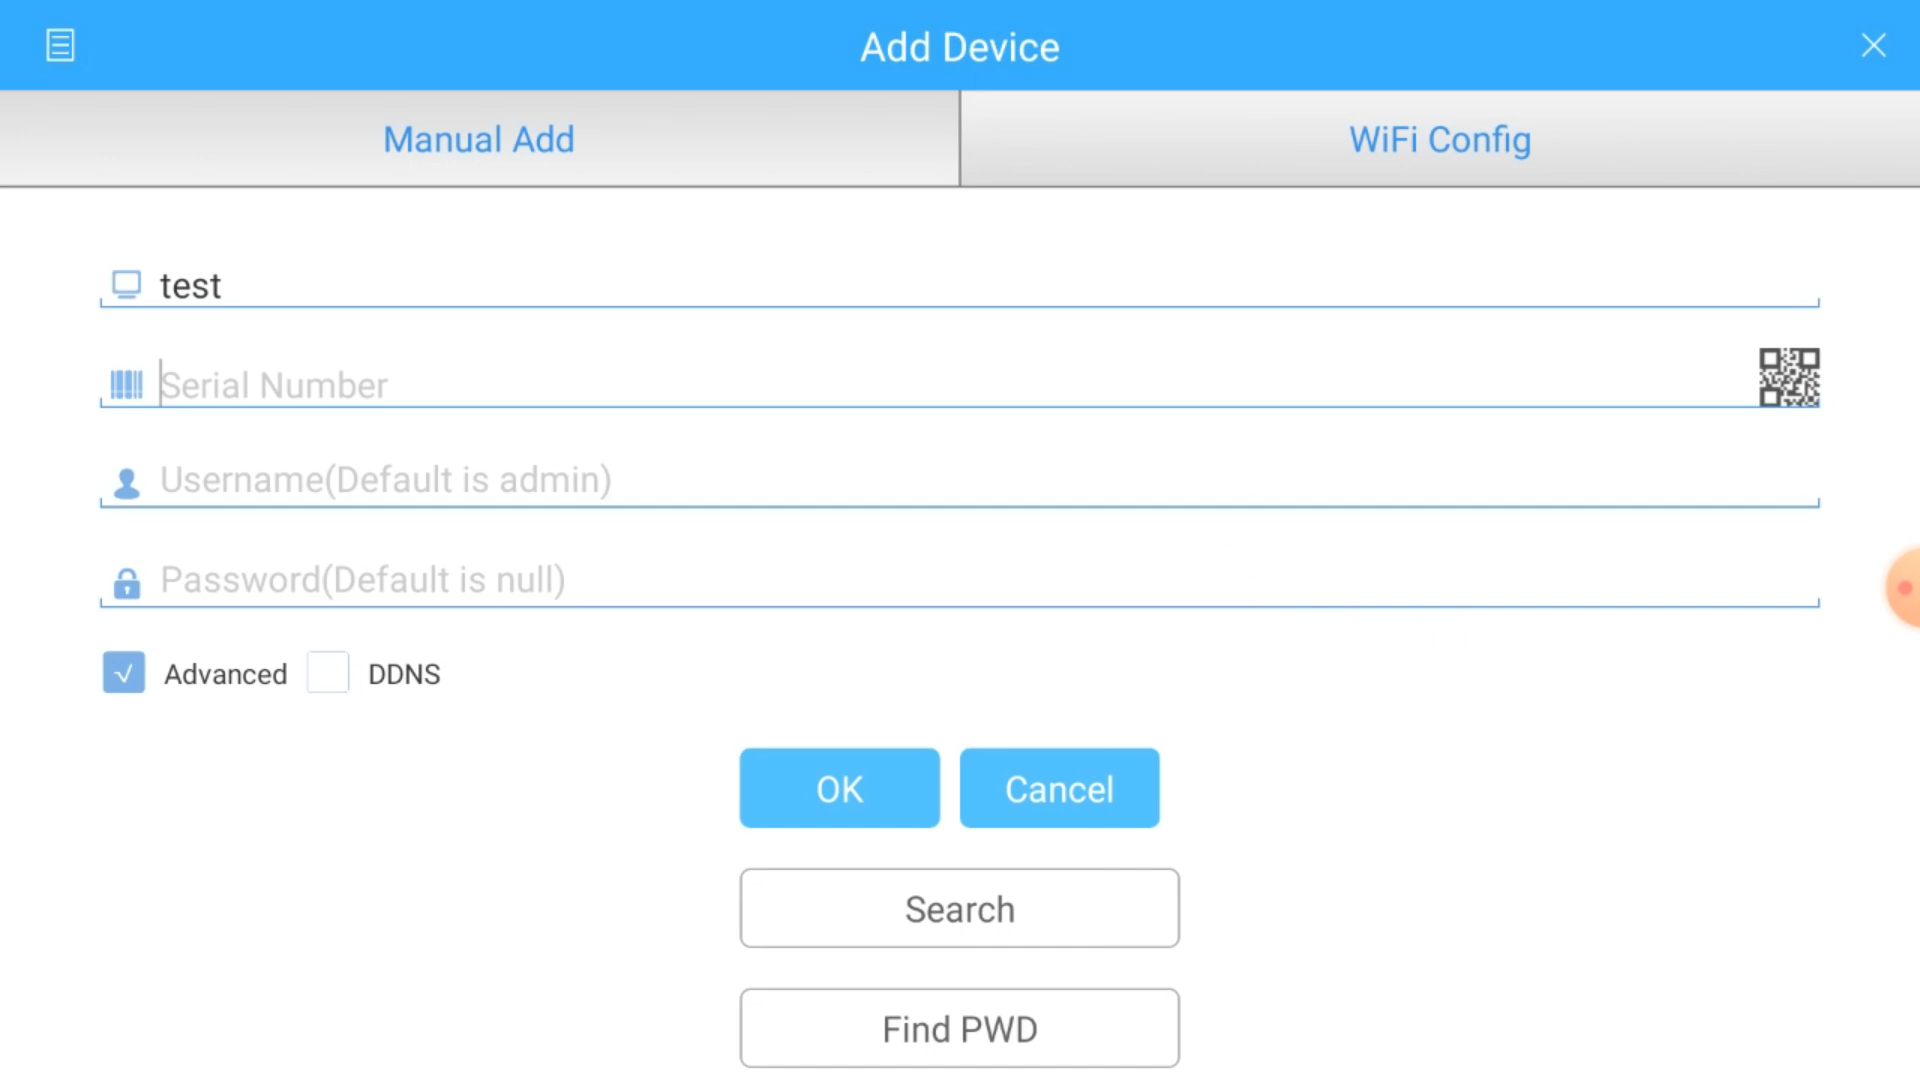 Add Device
Manual Add
WiFi Config
test
Serial Number
Username(Default is admin)
Password(Default is null)
Advanced
DDNS
OK
Cancel
Search
Find PWD